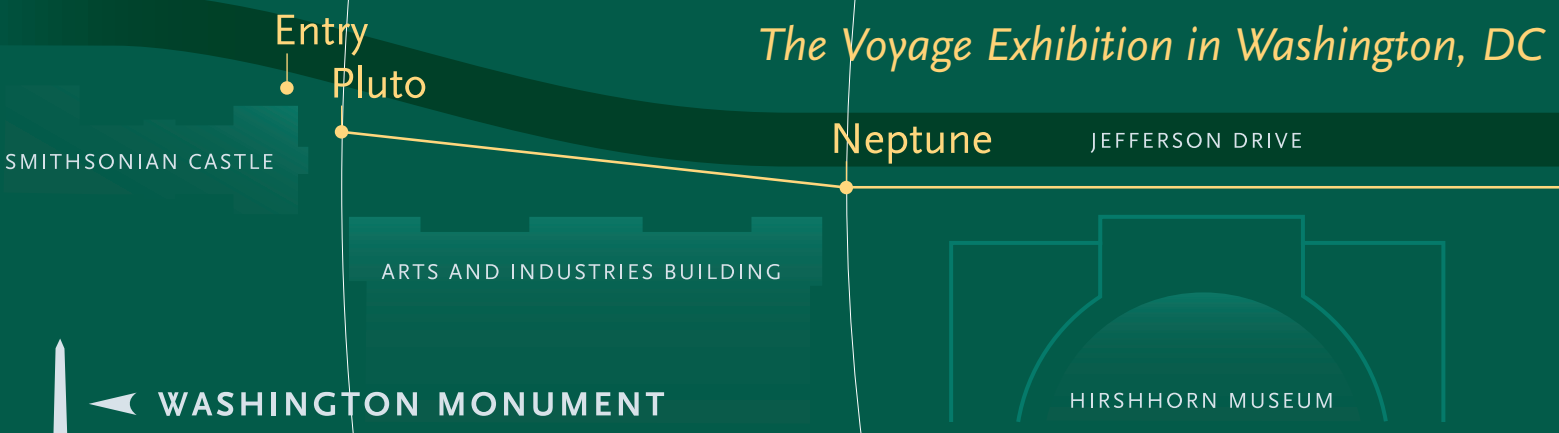 Entry
The Voyage Exhibition in Washington, DC
Pluto
Neptune
JEFFERSON DRIVE
SMITHSONIAN CASTLE
ARTS AND INDUSTRIES BUILDING
WASHINGTON MONUMENT
HIRSHHORN MUSEUM